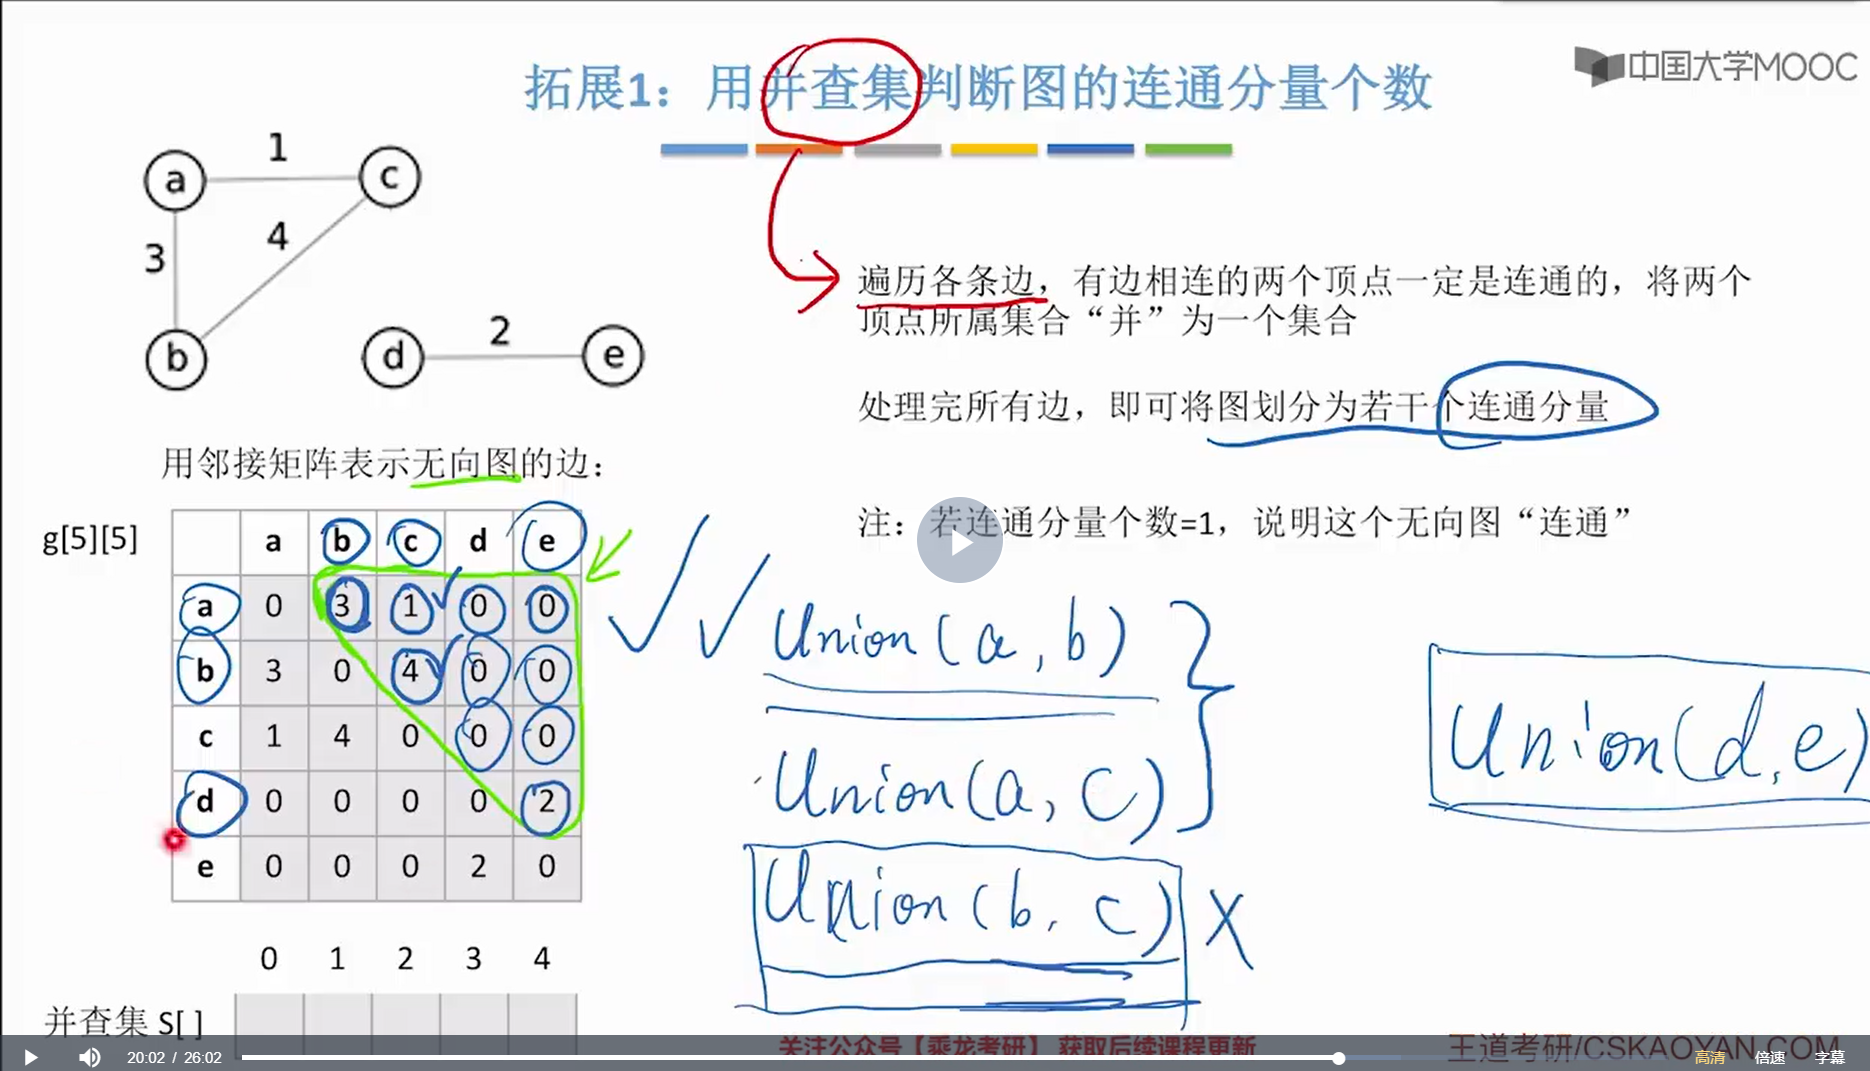 拓展1：用并查集判断图的连通分量个数
中国大学MOOC
a 1 c
3 4
b d 2 e
遍历各条边，有边相连的两个顶点一定是连通的，将两个
顶点所属集合“并”为一个集合
处理完所有边，即可将图划分为若干个连通分量
注：若连通分量个数=1，说明这个无向图“连通”
用邻接矩阵表示无向图的边：
g[5][5]
a b c d e
a 0 3 1 0 0
b 3 0 4 0 0
c 1 4 0 0 0
d 0 0 0 0 2
e 0 0 0 2 0
0 1 2 3 4
并查集 S[ ]
Union(a,b)
Union(a,c)
Union(b,c) X
Union(d,e)
关注公众号【乘龙考研】获取后续课程更新
王道考研/CSKAOYAN.COM
20:02 / 26:02
高清 倍速 字幕